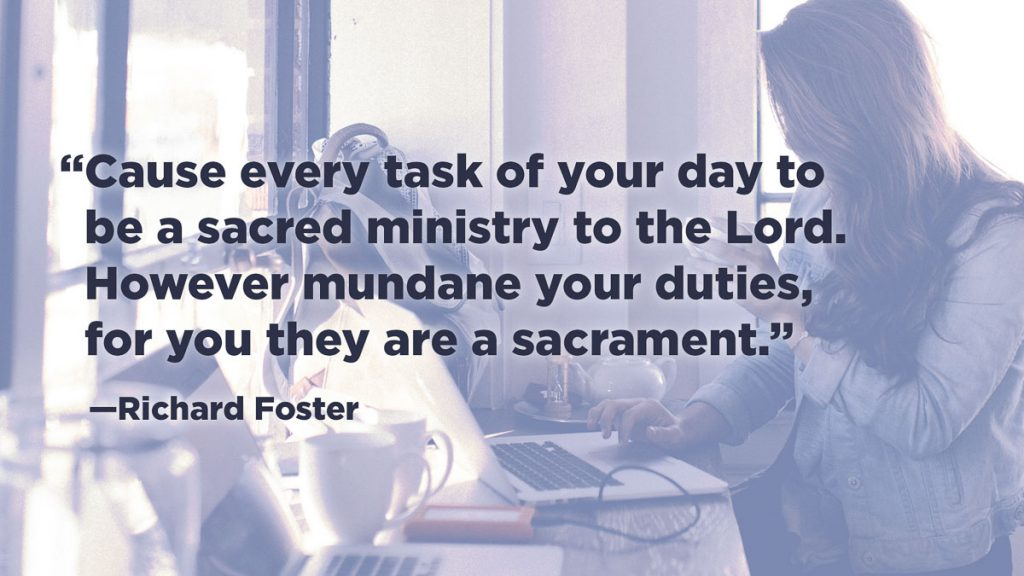 “Cause every task of your day to
be a sacred ministry to the Lord.
However mundane your duties,
for you they are a sacrament.”
—Richard Foster